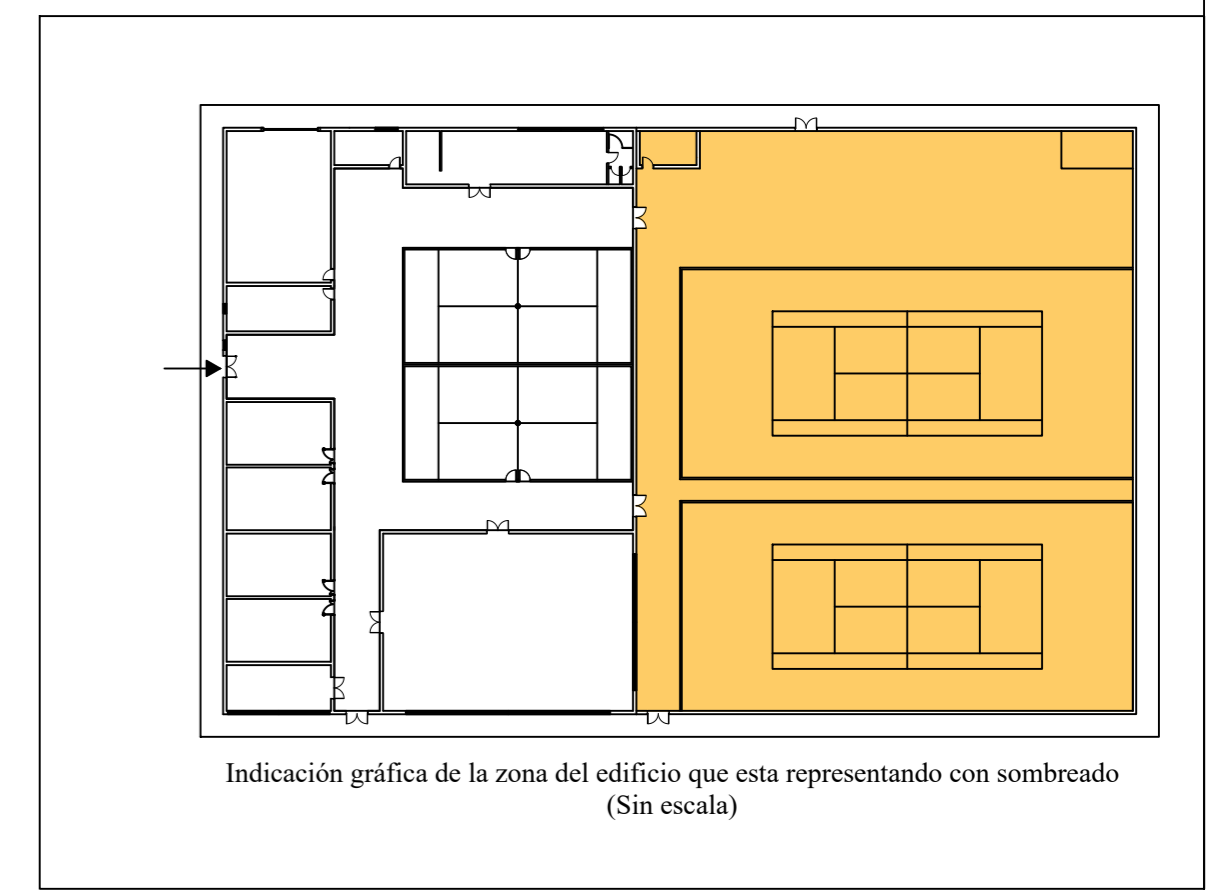 Indicación gráfica de la zona del edificio que esta representando con sombreado
(Sin escala)